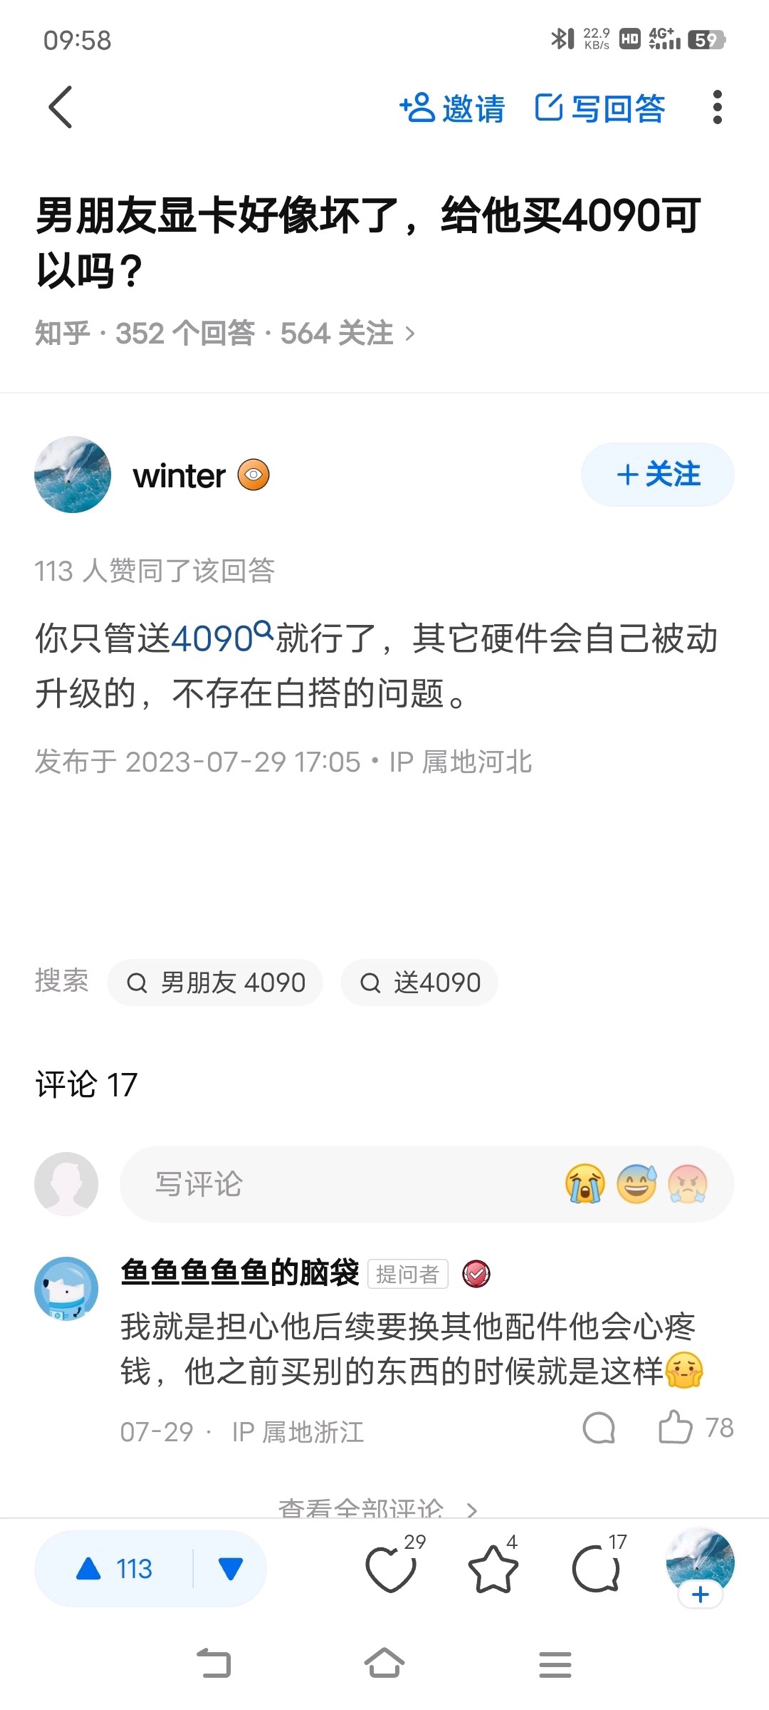 09:58
22.9
KB/s
HD
4G+
59
邀请
写回答
男朋友显卡好像坏了，给他买4090可
以吗？
知乎 · 352 个回答 · 564 关注 >
winter
+关注
113 人赞同了该回答
你只管送4090就行了，其它硬件会自己被动
升级的，不存在白搭的问题。
发布于 2023-07-29 17:05 • IP 属地河北
搜索
男朋友 4090
送4090
评论 17
写评论
鱼鱼鱼鱼鱼的脑袋 提问者
我就是担心他后续要换其他配件他会心疼
钱，他之前买别的东西的时候就是这样🤗
07-29 · IP 属地浙江
78
查看全部评论 >
113
29
4
17